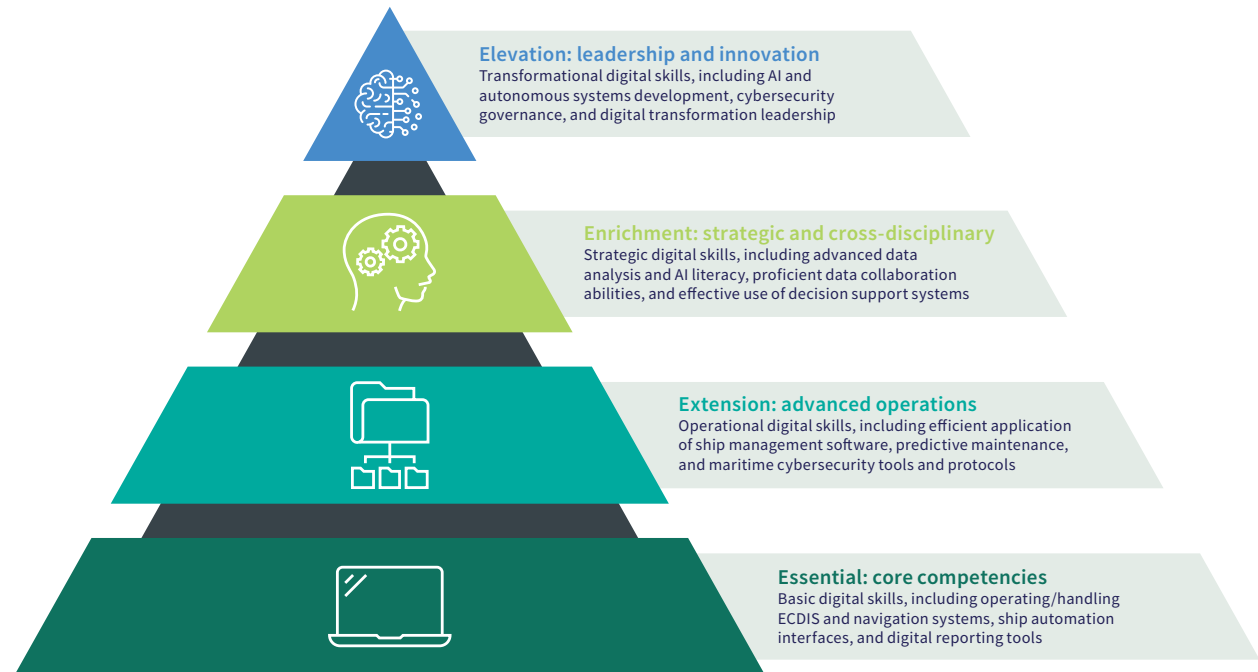 Elevation: leadership and innovation
Transformational digital skills, including AI and
autonomous systems development, cybersecurity
governance, and digital transformation leadership
Enrichment: strategic and cross-disciplinary
Strategic digital skills, including advanced data
analysis and AI literacy, proficient data collaboration
abilities, and effective use of decision support systems
Extension: advanced operations
Operational digital skills, including efficient application
of ship management software, predictive maintenance,
and maritime cybersecurity tools and protocols
Essential: core competencies
Basic digital skills, including operating/handling
ECDIS and navigation systems, ship automation
interfaces, and digital reporting tools